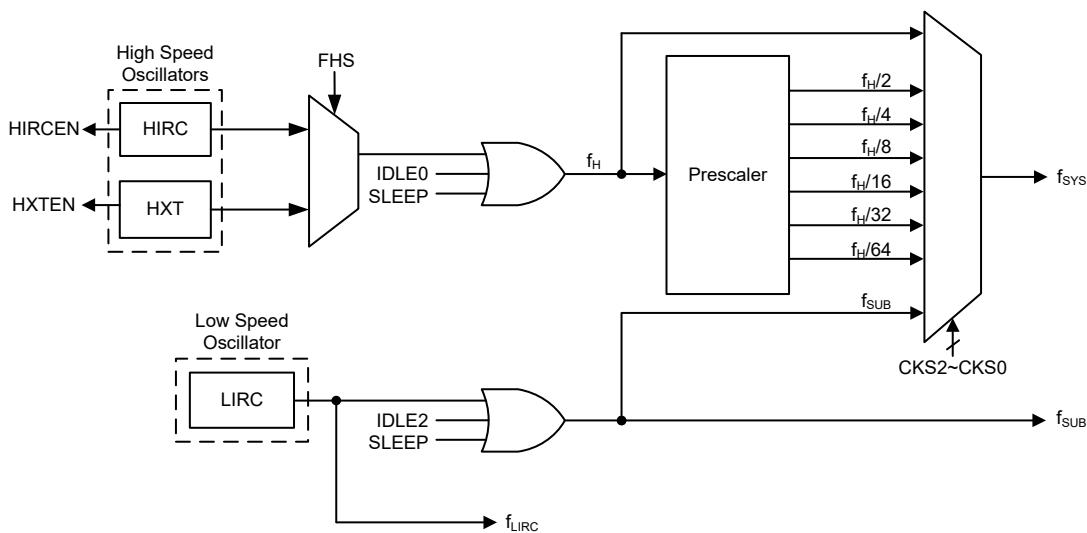 High Speed
Oscillators
FHS
HIRCEN
HIRC
HXTEN
HXT
IDLE0
SLEEP
fH
Prescaler
fH/2
fH/4
fH/8
fH/16
fH/32
fH/64
fSUB
fSYS
CKS2~CKS0
Low Speed
Oscillator
LIRC
IDLE2
SLEEP
fSUB
fLIRC